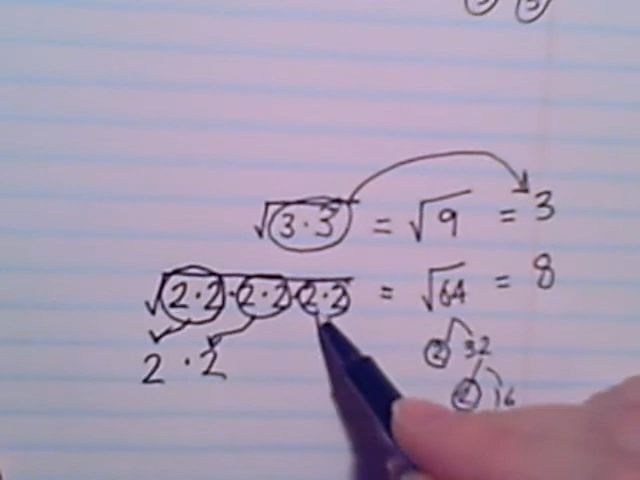 √3·3 = √9 = 3
√2·2·2·2·2·2 = √64 = 8
2 32
2 · 2
2 16